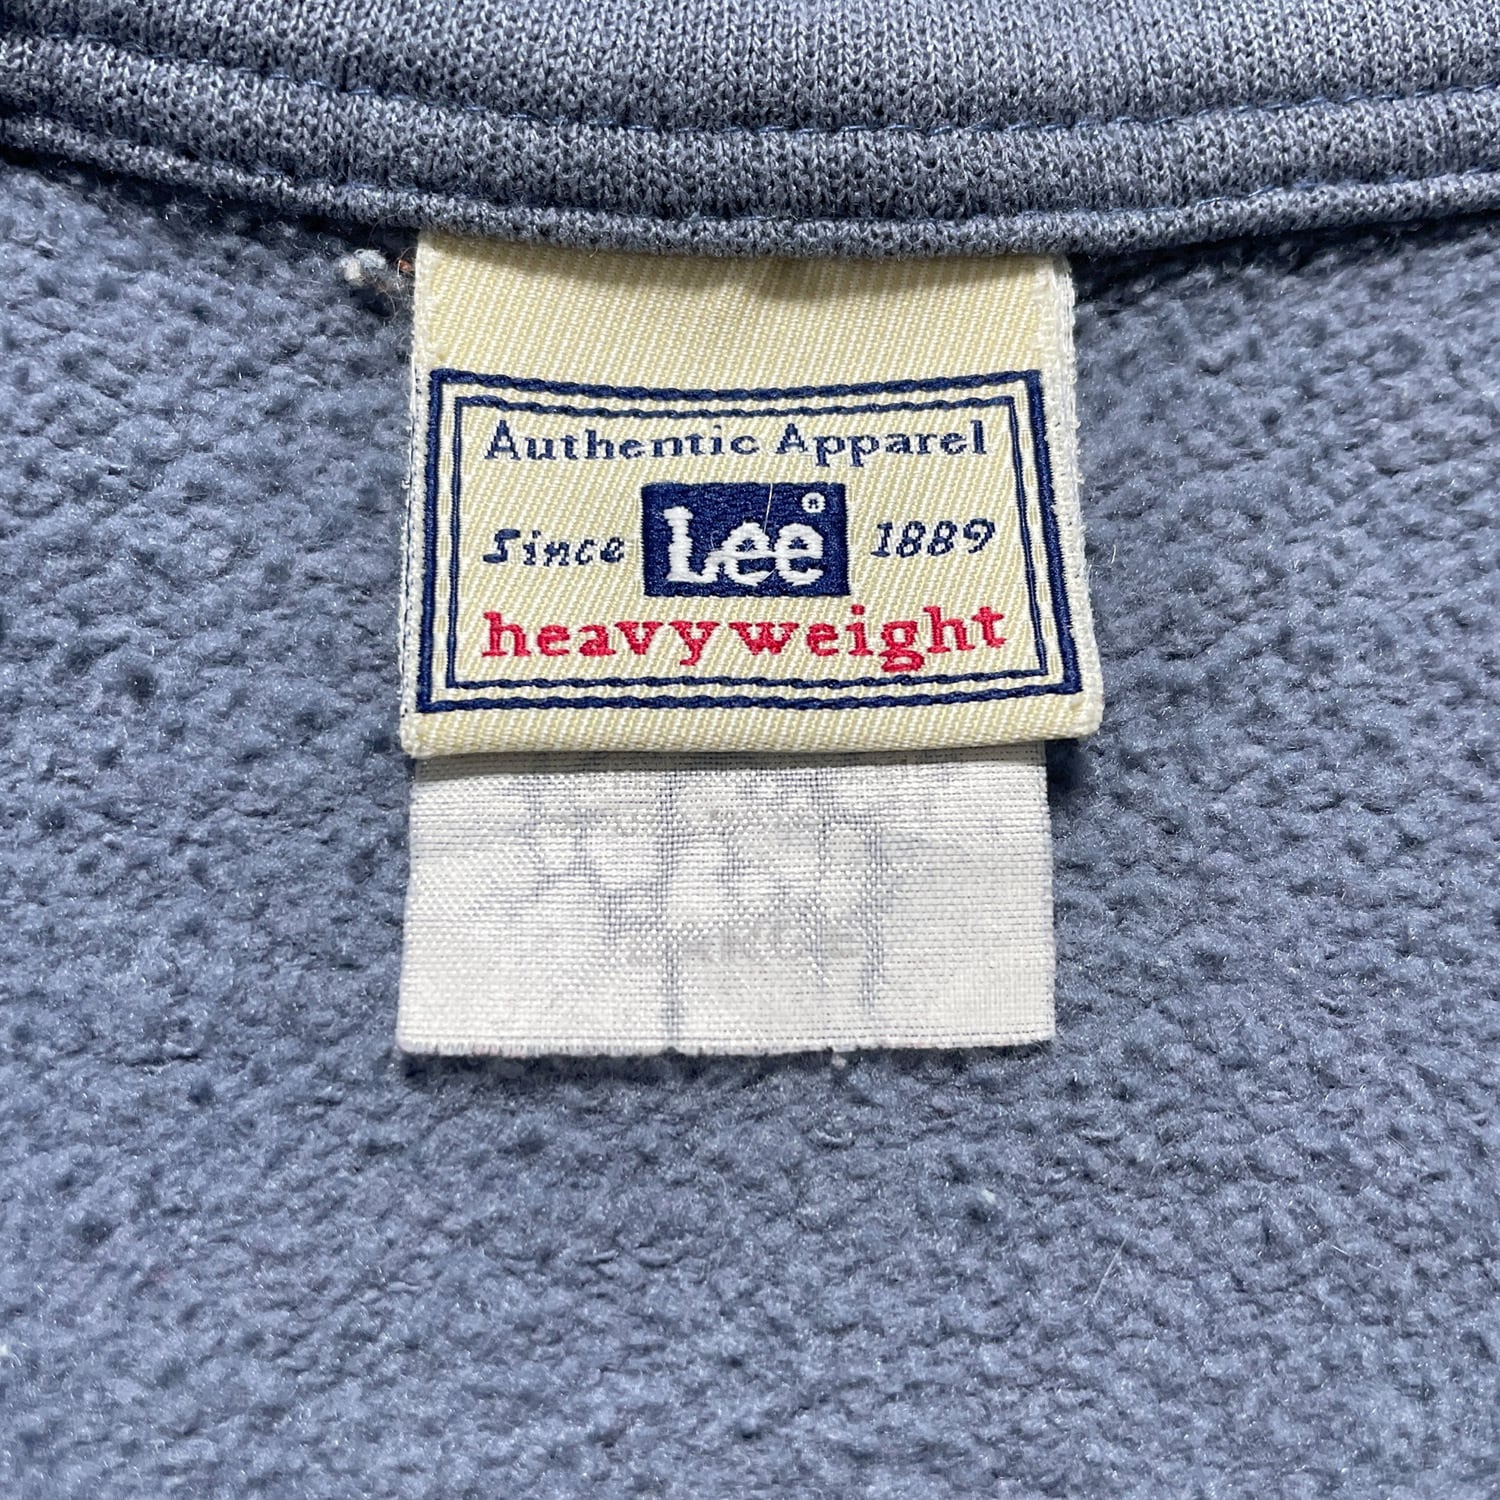 Authentic Apparel
Since Lee® 1889
heavyweight